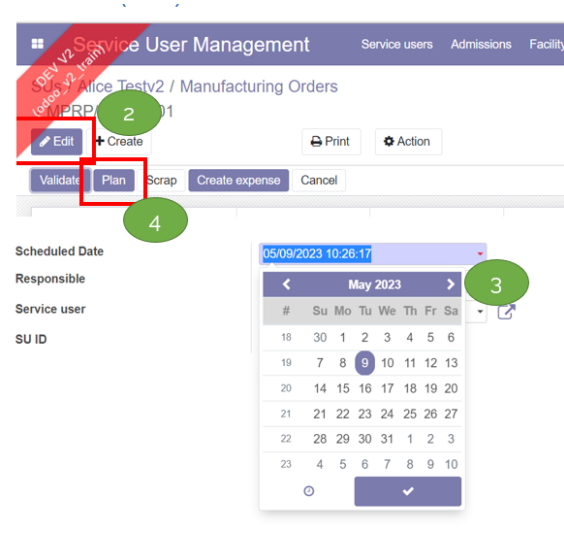 Service User Management Service users Admissions Facility
DEV V2
(odoo_v2_train)
SUs / Alice Testv2 / Manufacturing Orders
MPRP/ 01
2
Edit + Create Print Action
Validate Plan Scrap Create expense Cancel
4
Scheduled Date 05/09/2023 10:26:17
Responsible
Service user
SU ID
3
May 2023
# Su Mo Tu We Th Fr Sa
18 30 1 2 3 4 5 6
19 7 8 9 10 11 12 13
20 14 15 16 17 18 19 20
21 21 22 23 24 25 26 27
22 28 29 30 31 1 2 3
23 4 5 6 7 8 9 10